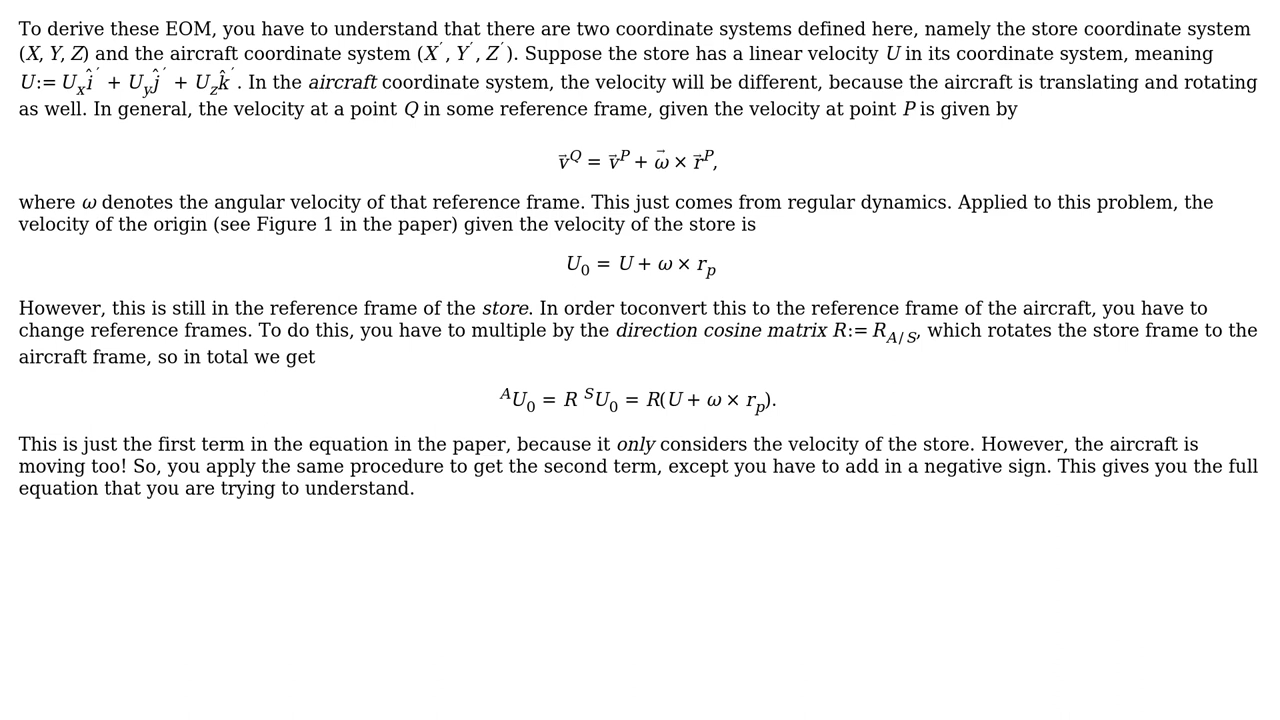 To derive these EOM, you have to understand that there are two coordinate systems defined here, namely the store coordinate system
(X, Y, Z) and the aircraft coordinate system (X′, Y′, Z′). Suppose the store has a linear velocity U in its coordinate system, meaning
U:= Uₓî′ + U_yĵ′ + U_zk̂′. In the aircraft coordinate system, the velocity will be different, because the aircraft is translating and rotating
as well. In general, the velocity at a point Q in some reference frame, given the velocity at point P is given by
v⃗^Q = v⃗^P + ω⃗ × r⃗^P,
where ω denotes the angular velocity of that reference frame. This just comes from regular dynamics. Applied to this problem, the
velocity of the origin (see Figure 1 in the paper) given the velocity of the store is
U₀ = U + ω × r_p
However, this is still in the reference frame of the store. In order toconvert this to the reference frame of the aircraft, you have to
change reference frames. To do this, you have to multiple by the direction cosine matrix R:= R_{A/S}, which rotates the store frame to the
aircraft frame, so in total we get
^AU₀ = R ^SU₀ = R(U + ω × r_p).
This is just the first term in the equation in the paper, because it only considers the velocity of the store. However, the aircraft is
moving too! So, you apply the same procedure to get the second term, except you have to add in a negative sign. This gives you the full
equation that you are trying to understand.